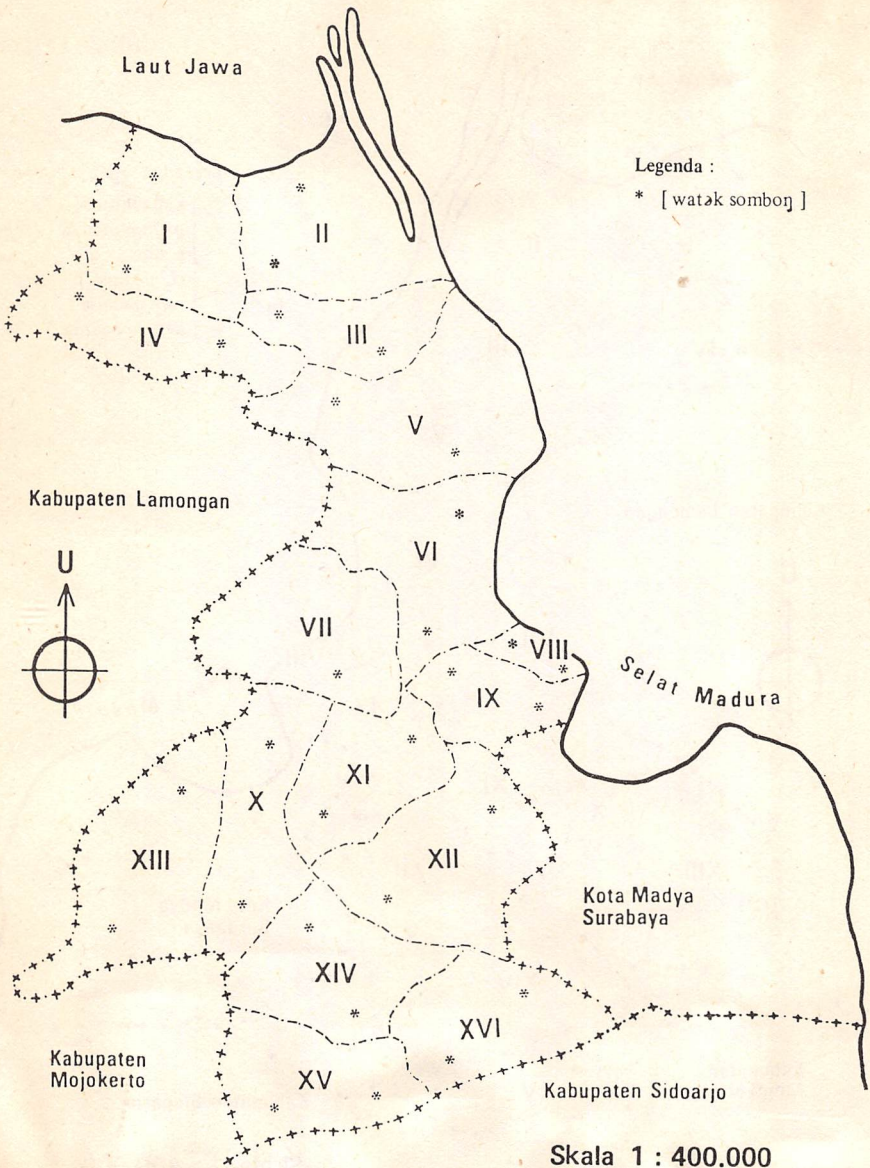 Laut Jawa
Legenda :
* [ watək somboŋ ]
I
II
III
IV
V
Kabupaten Lamongan
VI
U
VII
VIII
Selat Madura
IX
X
XI
XII
XIII
Kota Madya
Surabaya
XIV
XVI
Kabupaten
Mojokerto
XV
Kabupaten Sidoarjo
Skala 1 : 400.000